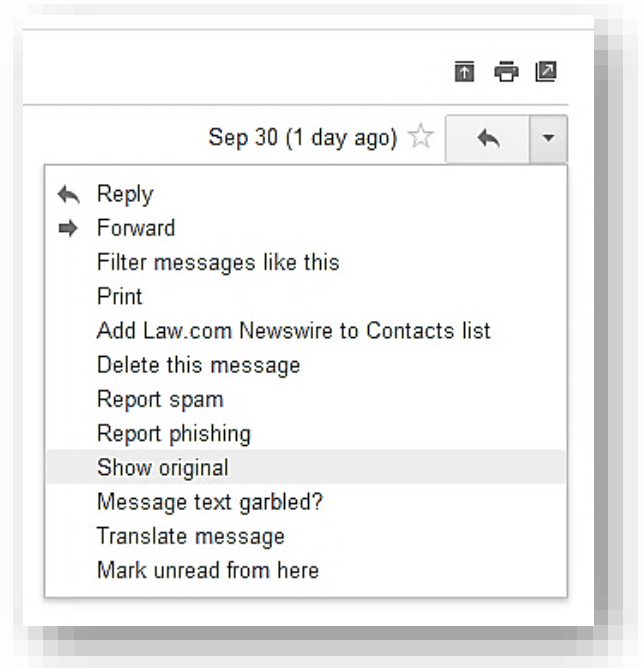 Sep 30 (1 day ago)
Reply
Forward
Filter messages like this
Print
Add Law.com Newswire to Contacts list
Delete this message
Report spam
Report phishing
Show original
Message text garbled?
Translate message
Mark unread from here